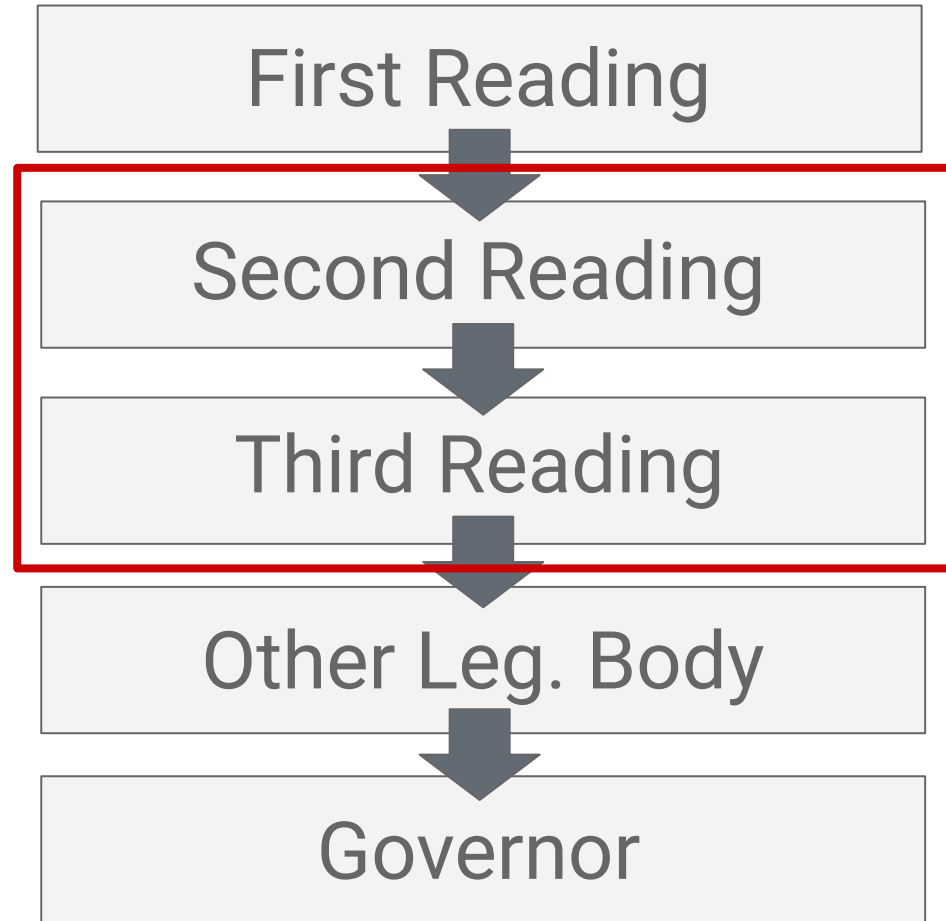 First Reading
Second Reading
Third Reading
Other Leg. Body
Governor